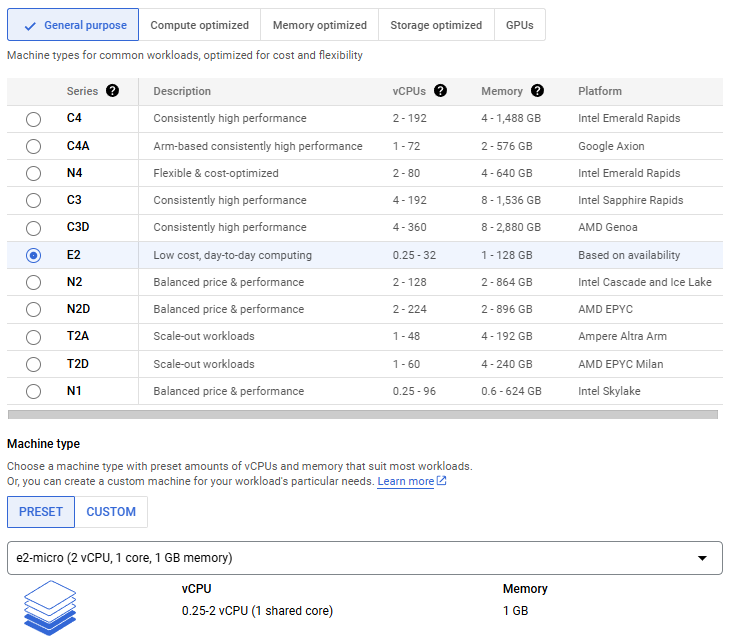 General purpose Compute optimized Memory optimized Storage optimized GPUs
Machine types for common workloads, optimized for cost and flexibility
Series Description vCPUs Memory Platform
C4 Consistently high performance 2 - 192 4 - 1,488 GB Intel Emerald Rapids
C4A Arm-based consistently high performance 1 - 72 2 - 576 GB Google Axion
N4 Flexible & cost-optimized 2 - 80 4 - 640 GB Intel Emerald Rapids
C3 Consistently high performance 4 - 192 8 - 1,536 GB Intel Sapphire Rapids
C3D Consistently high performance 4 - 360 8 - 2,880 GB AMD Genoa
E2 Low cost, day-to-day computing 0.25 - 32 1 - 128 GB Based on availability
N2 Balanced price & performance 2 - 128 2 - 864 GB Intel Cascade and Ice Lake
N2D Balanced price & performance 2 - 224 2 - 896 GB AMD EPYC
T2A Scale-out workloads 1 - 48 4 - 192 GB Ampere Altra Arm
T2D Scale-out workloads 1 - 60 4 - 240 GB AMD EPYC Milan
N1 Balanced price & performance 0.25 - 96 0.6 - 624 GB Intel Skylake
Machine type
Choose a machine type with preset amounts of vCPUs and memory that suit most workloads.
Or, you can create a custom machine for your workload's particular needs. Learn more
PRESET CUSTOM
e2-micro (2 vCPU, 1 core, 1 GB memory)
vCPU Memory
0.25-2 vCPU (1 shared core) 1 GB